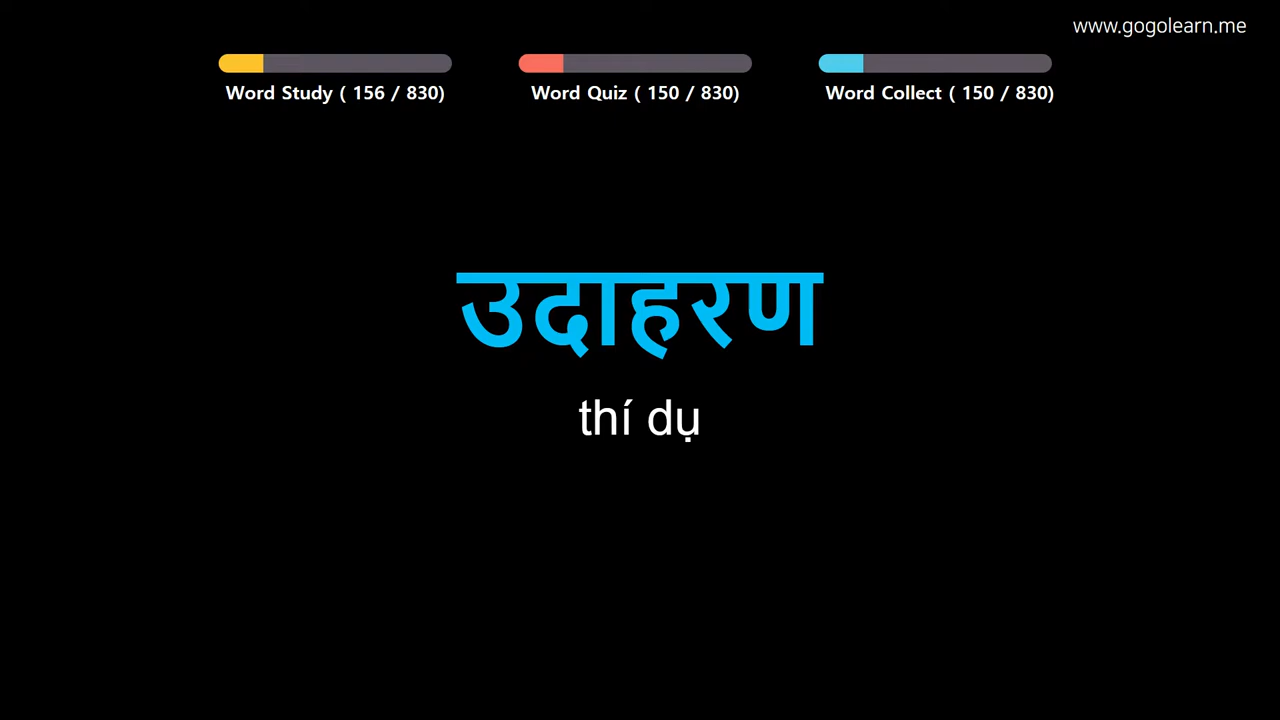 www.gogolearn.me
Word Study ( 156 / 830)
Word Quiz ( 150 / 830)
Word Collect ( 150 / 830)
उदाहरण
thí dụ